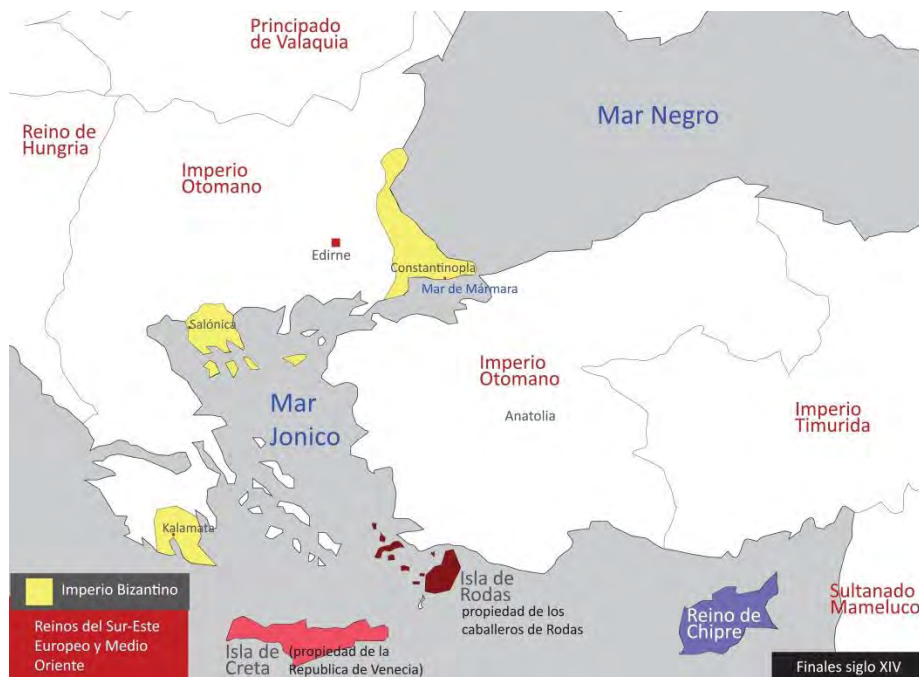 Principado
de Valaquia
Mar Negro
Reino de
Hungria
Imperio
Otomano
Edirne
Constantinopla
Mar de Mármara
Salónica
Mar
Jonico
Imperio
Otomano
Anatolia
Imperio
Timurida
Kalamata
Isla de
Rodas
propiedad de los
caballeros de Rodas
Sultanado
Mameluco
Reino de
Chipre
Isla de
Creta
(propiedad de la
Republica de Venecia)
Imperio Bizantino
Reinos del Sur-Este
Europeo y Medio
Oriente
Finales siglo XIV